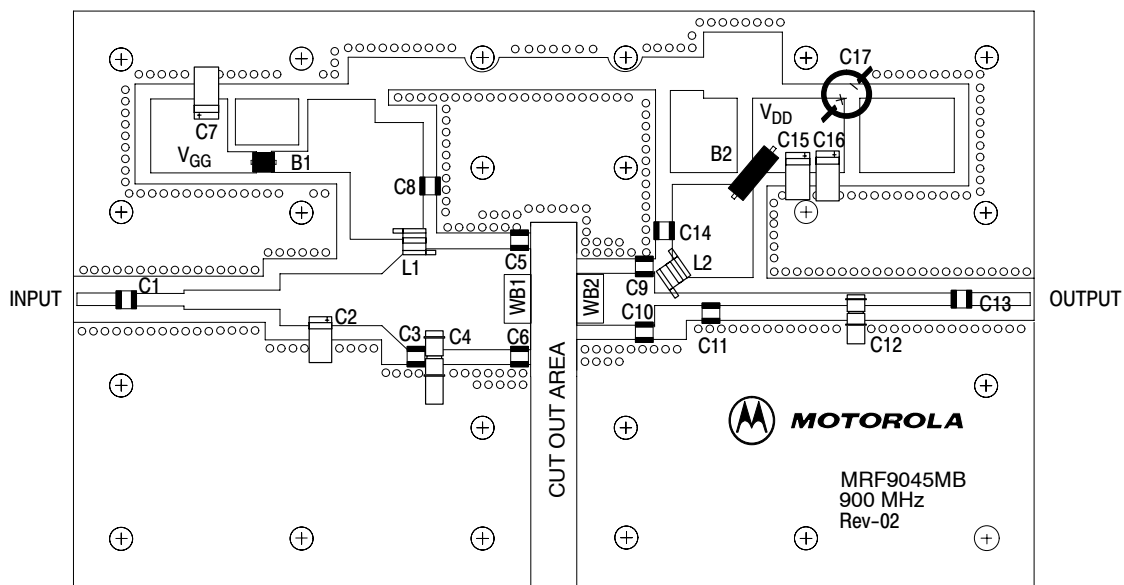 C17
C7
VGG
B1
VDD
B2
C15
C16
C8
C14
L1
C5
C9
L2
INPUT
C1
WB1
WB2
C13
OUTPUT
C2
C3
C4
C6
C10
C11
C12
CUT OUT AREA
MOTOROLA
MRF9045MB
900 MHz
Rev-02